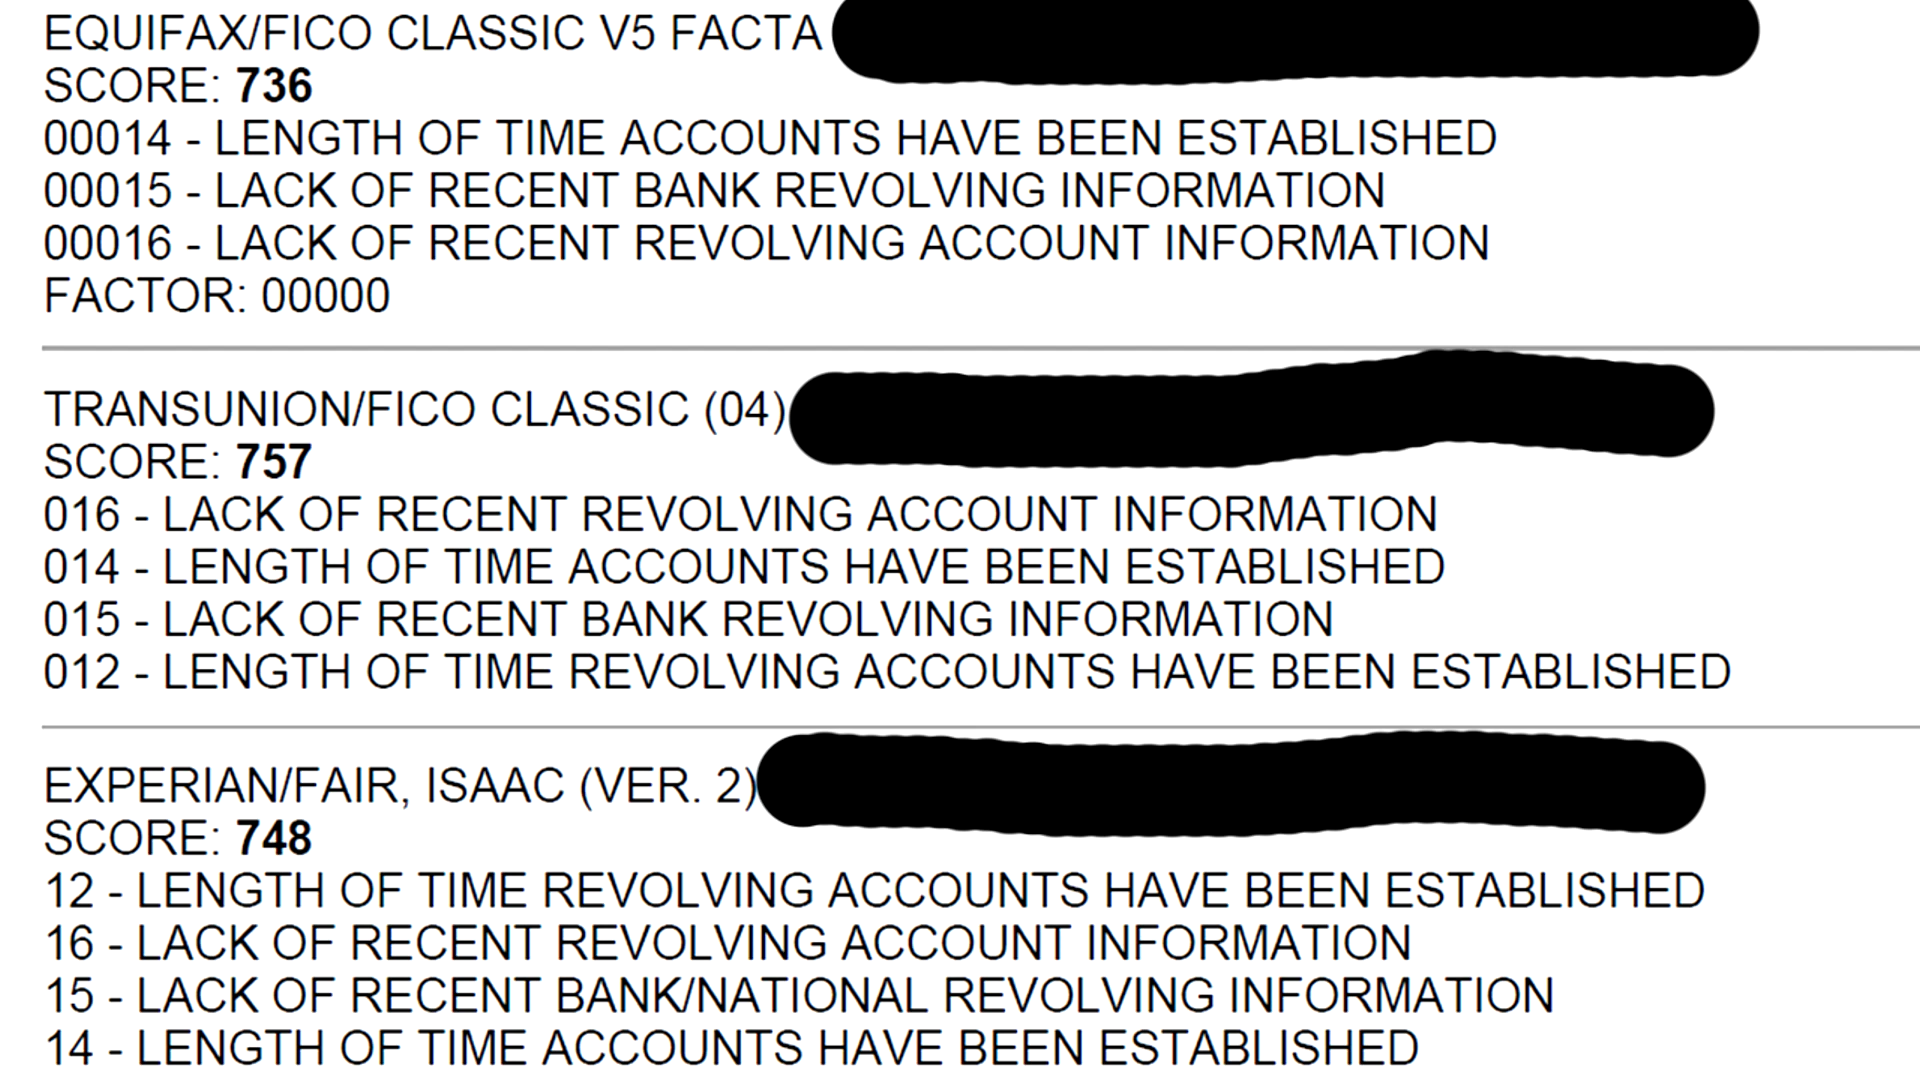 EQUIFAX/FICO CLASSIC V5 FACTA
SCORE: 736
00014 - LENGTH OF TIME ACCOUNTS HAVE BEEN ESTABLISHED
00015 - LACK OF RECENT BANK REVOLVING INFORMATION
00016 - LACK OF RECENT REVOLVING ACCOUNT INFORMATION
FACTOR: 00000
TRANSUNION/FICO CLASSIC (04)
SCORE: 757
016 - LACK OF RECENT REVOLVING ACCOUNT INFORMATION
014 - LENGTH OF TIME ACCOUNTS HAVE BEEN ESTABLISHED
015 - LACK OF RECENT BANK REVOLVING INFORMATION
012 - LENGTH OF TIME REVOLVING ACCOUNTS HAVE BEEN ESTABLISHED
EXPERIAN/FAIR, ISAAC (VER. 2)
SCORE: 748
12 - LENGTH OF TIME REVOLVING ACCOUNTS HAVE BEEN ESTABLISHED
16 - LACK OF RECENT REVOLVING ACCOUNT INFORMATION
15 - LACK OF RECENT BANK/NATIONAL REVOLVING INFORMATION
14 - LENGTH OF TIME ACCOUNTS HAVE BEEN ESTABLISHED